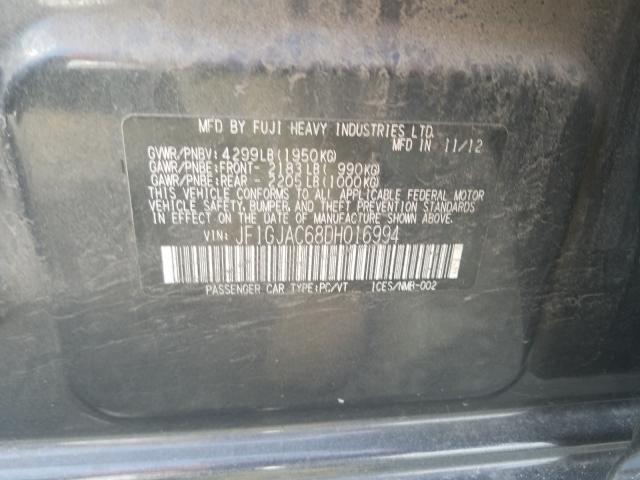 MFD BY FUJI HEAVY INDUSTRIES LTD.
MFD IN 11/12
GVWR/PNBV: 4299LB(1950KG)
GAWR/PNBE:FRONT- 2183LB( 990KG)
GAWR/PNBE:REAR - 2205LB(1000KG)
THIS VEHICLE CONFORMS TO ALL APPLICABLE FEDERAL MOTOR
VEHICLE SAFETY, BUMPER, AND THEFT PREVENTION STANDARDS
IN EFFECT ON THE DATE OF MANUFACTURE SHOWN ABOVE.
VIN: JF1GJAC68DH016994
PASSENGER CAR TYPE:PC/VT ICES/NMB-002